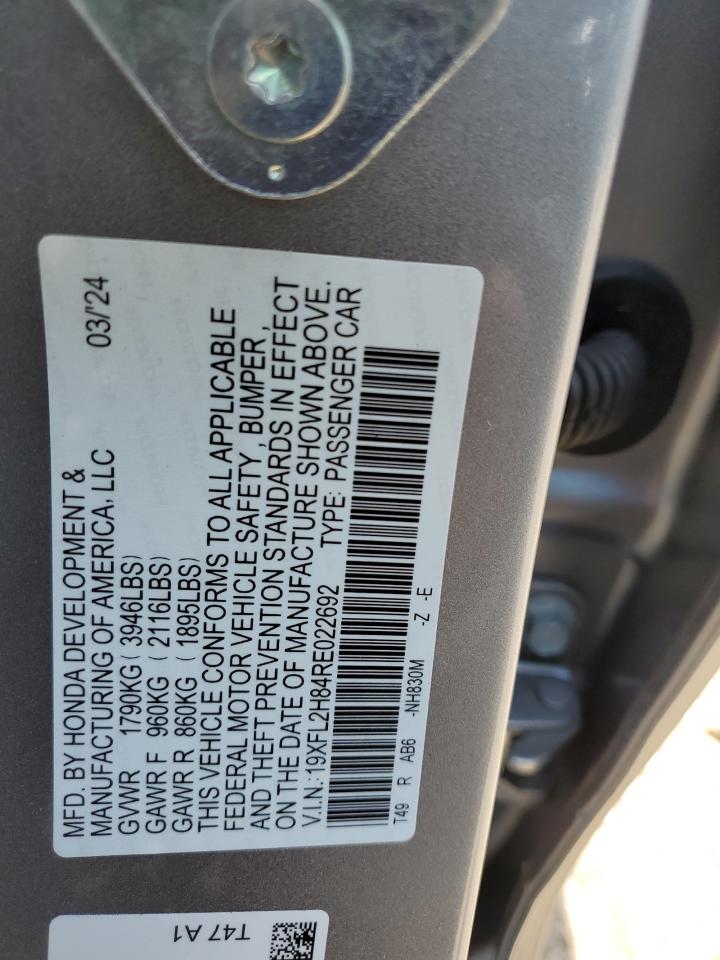 MFD. BY HONDA DEVELOPMENT & 03/'24
MANUFACTURING OF AMERICA, LLC
GVWR 1790KG (3946LBS)
GAWR F 960KG (2116LBS)
GAWR R 860KG (1895LBS)
THIS VEHICLE CONFORMS TO ALL APPLICABLE
FEDERAL MOTOR VEHICLE SAFETY, BUMPER,
AND THEFT PREVENTION STANDARDS IN EFFECT
ON THE DATE OF MANUFACTURE SHOWN ABOVE.
V.I.N.:19XFL2H84RE022692 TYPE: PASSENGER CAR
T49 R AB6 -NH830M -Z -E
T47 A1